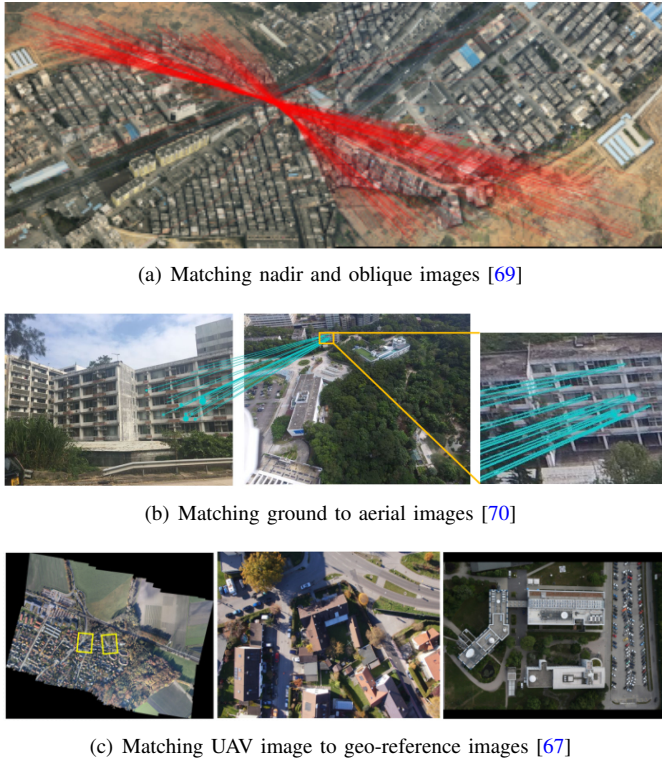 (a) Matching nadir and oblique images [69]
(b) Matching ground to aerial images [70]
(c) Matching UAV image to geo-reference images [67]